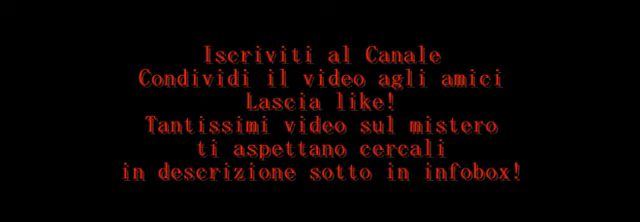 Iscriviti al Canale
Condividi il video agli amici
Lascia like!
Tantissimi video sul mistero
ti aspettano cercali
in descrizione sotto in infobox!